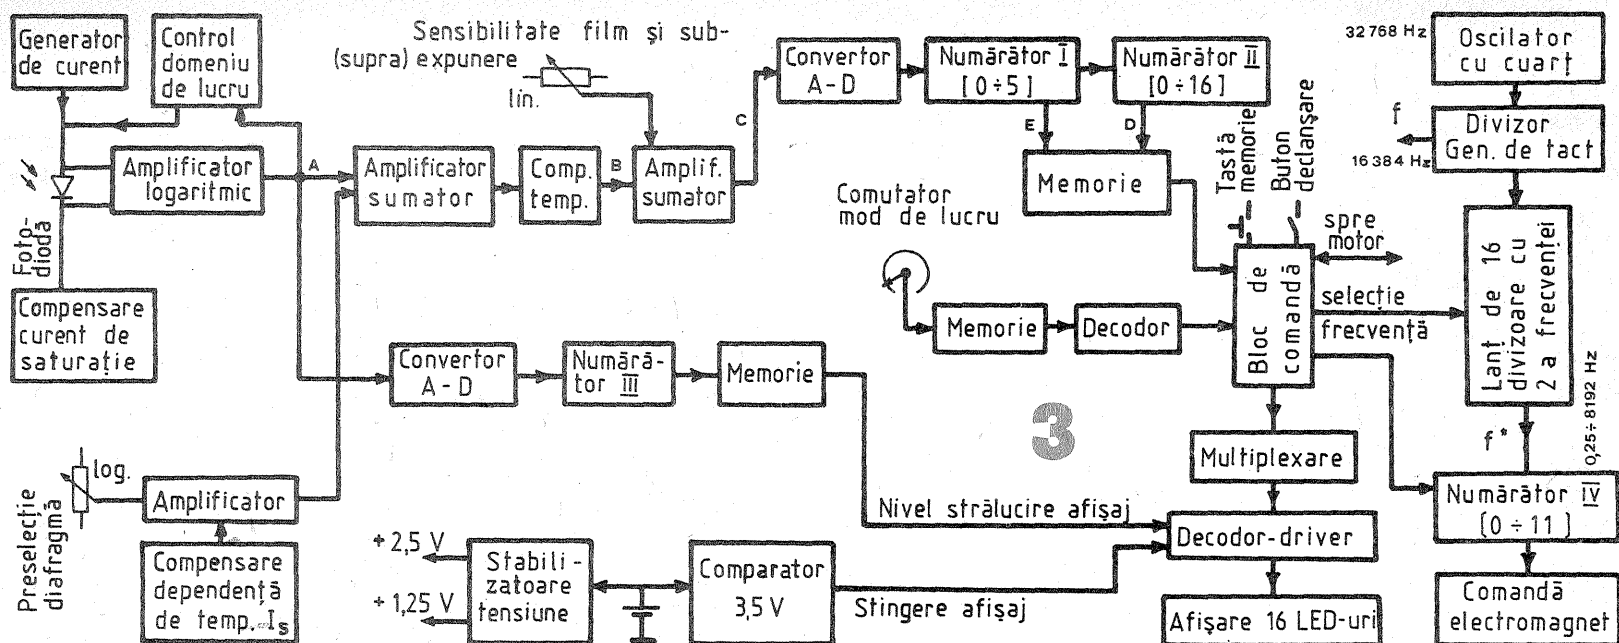 Generator
de curent
Control
domeniu
de lucru
Sensibilitate film și sub-
(supra) expunere
lin.
Convertor
A-D
Numărător I
[0÷5]
Numărător II
[0÷16]
32768 Hz
Oscilator
cu cuarț
f
16384 Hz
Divizor
Gen. de tact
Amplificator
logaritmic
A
Amplificator
sumator
Comp.
temp.
B
Amplif.
sumator
C
E
D
Memorie
Tastă
memorie
Buton
declanșare
Foto-
diodă
Comutator
mod de lucru
spre
motor
Compensare
curent de
saturație
Memorie
Decodor
Bloc de
comandă
selecție
frecvență
Lanț de 16
divizoare cu
2 a frecvenței
Convertor
A-D
Numără-
tor III
Memorie
3
f*
0,25÷8192 Hz
Preselecție
diafragmă
log.
Amplificator
Multiplexare
Numărător IV
[0÷11]
Nivel strălucire afișaj
Decodor-driver
Compensare
dependență
de temp. Is
+2,5 V
+1,25 V
Stabili-
zatoare
tensiune
Comparator
3,5 V
Stingere afișaj
Afișare 16 LED-uri
Comandă
electromagnet